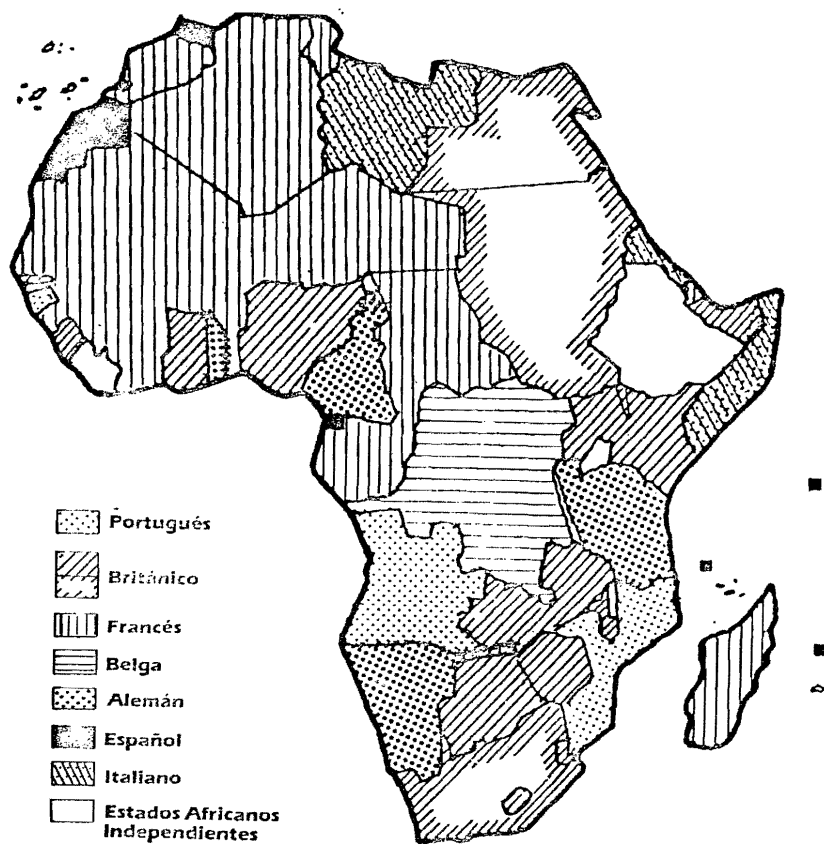 Portugués
Británico
Francés
Belga
Alemán
Español
Italiano
Estados Africanos
Independientes